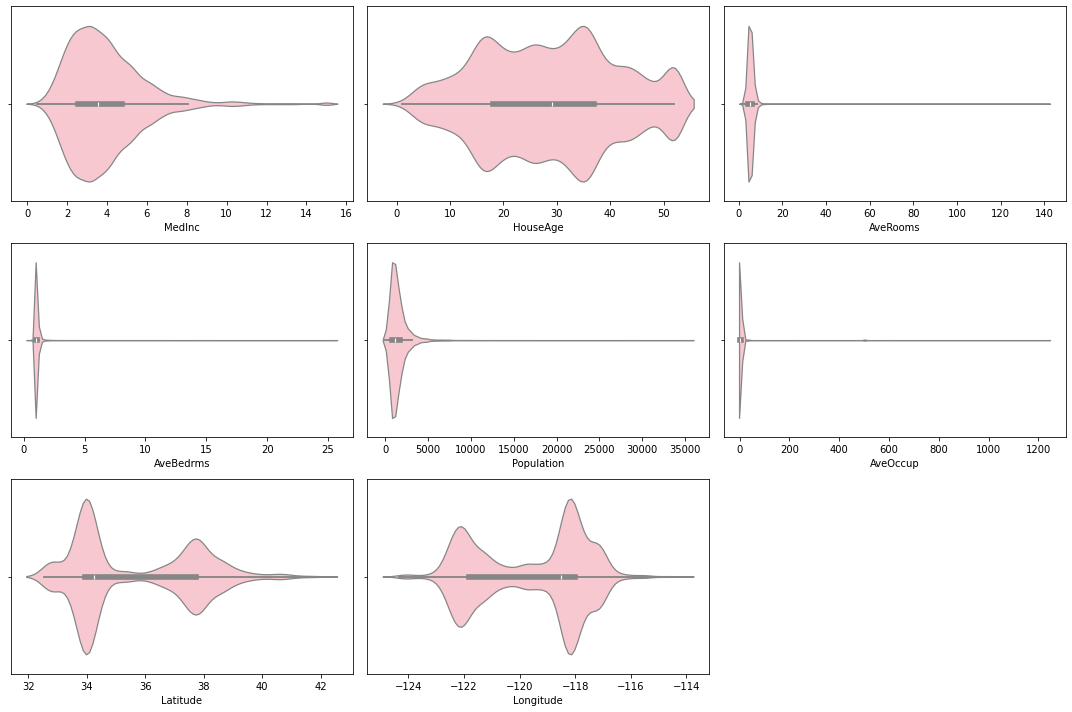 0 2 4 6 8 10 12 14 16
MedInc
0 10 20 30 40 50
HouseAge
0 20 40 60 80 100 120 140
AveRooms
0 5 10 15 20 25
AveBedrms
0 5000 10000 15000 20000 25000 30000 35000
Population
0 200 400 600 800 1000 1200
AveOccup
32 34 36 38 40 42
Latitude
−124 −122 −120 −118 −116 −114
Longitude